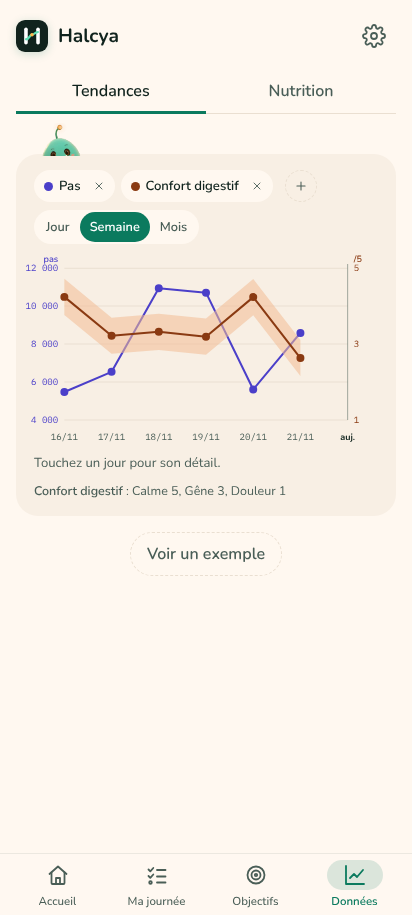 Halcya
Tendances Nutrition
Pas × Confort digestif × +
Jour Semaine Mois
pas /5
12 000 5
10 000
8 000 3
6 000
4 000 1
16/11 17/11 18/11 19/11 20/11 21/11 auj.
Touchez un jour pour son détail.
Confort digestif : Calme 5, Gêne 3, Douleur 1
Voir un exemple
Accueil Ma journée Objectifs Données